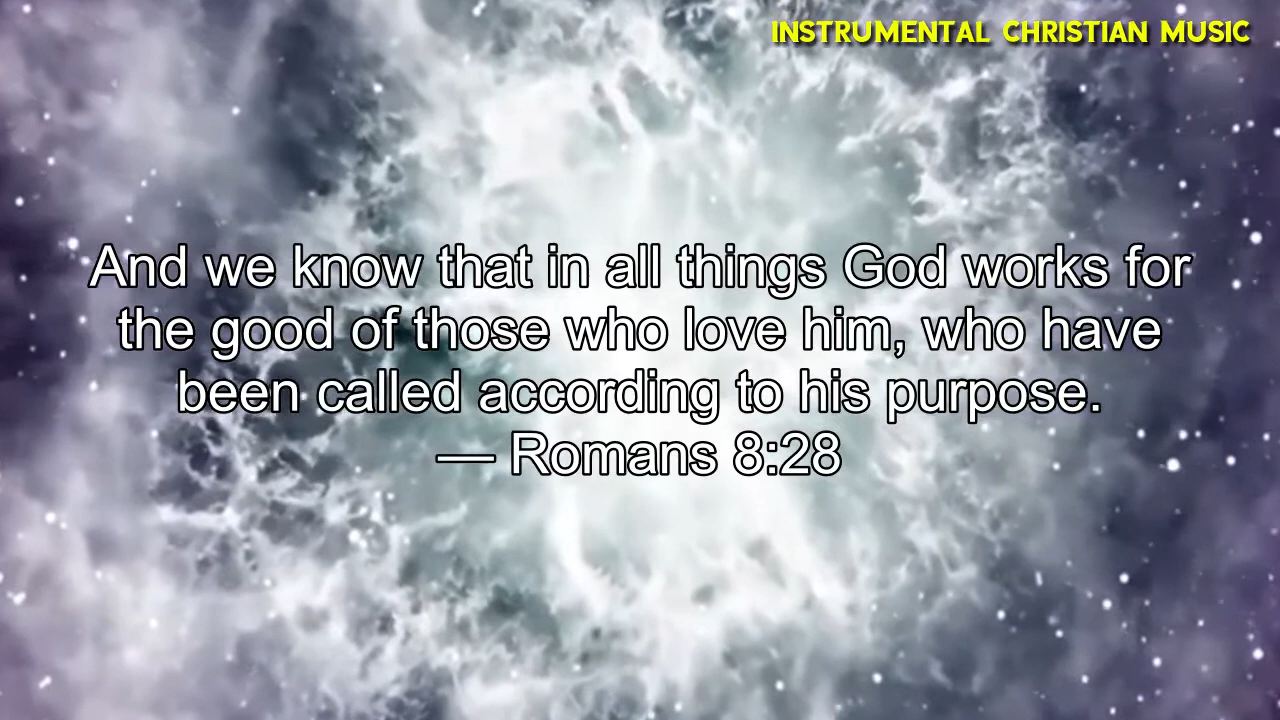 INSTRUMENTAL CHRISTIAN MUSIC
And we know that in all things God works for
the good of those who love him, who have
been called according to his purpose.
— Romans 8:28